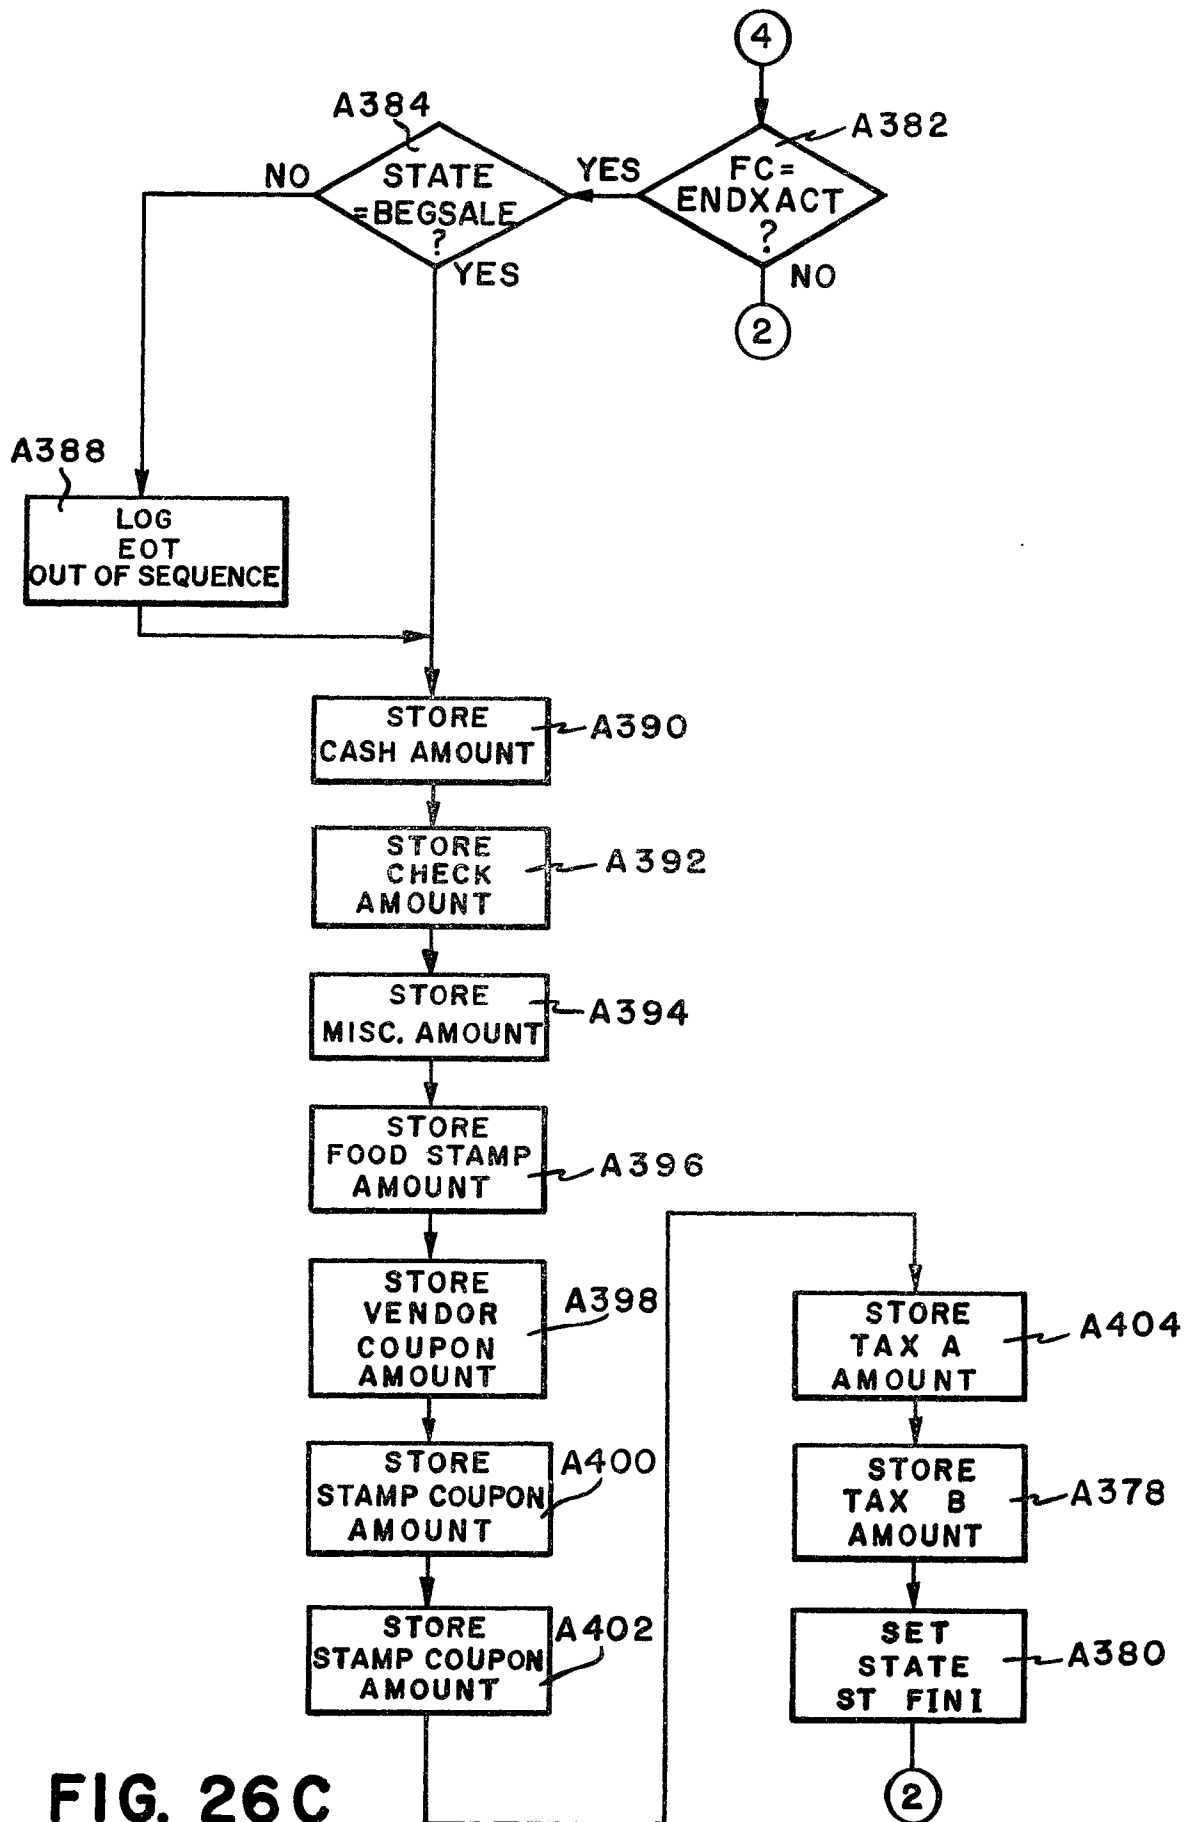 4
A384
A382
NO
STATE
=BEGSALE
?
YES
YES
FC=
ENDXACT
?
NO
2
A388
LOG
EOT
OUT OF SEQUENCE
STORE
CASH AMOUNT
A390
STORE
CHECK
AMOUNT
A392
STORE
MISC. AMOUNT
A394
STORE
FOOD STAMP
AMOUNT
A396
STORE
VENDOR
COUPON
AMOUNT
A398
STORE
STAMP COUPON
AMOUNT
A400
STORE
STAMP COUPON
AMOUNT
A402
STORE
TAX A
AMOUNT
A404
STORE
TAX B
AMOUNT
A378
SET
STATE
ST FINI
A380
2
FIG. 26C